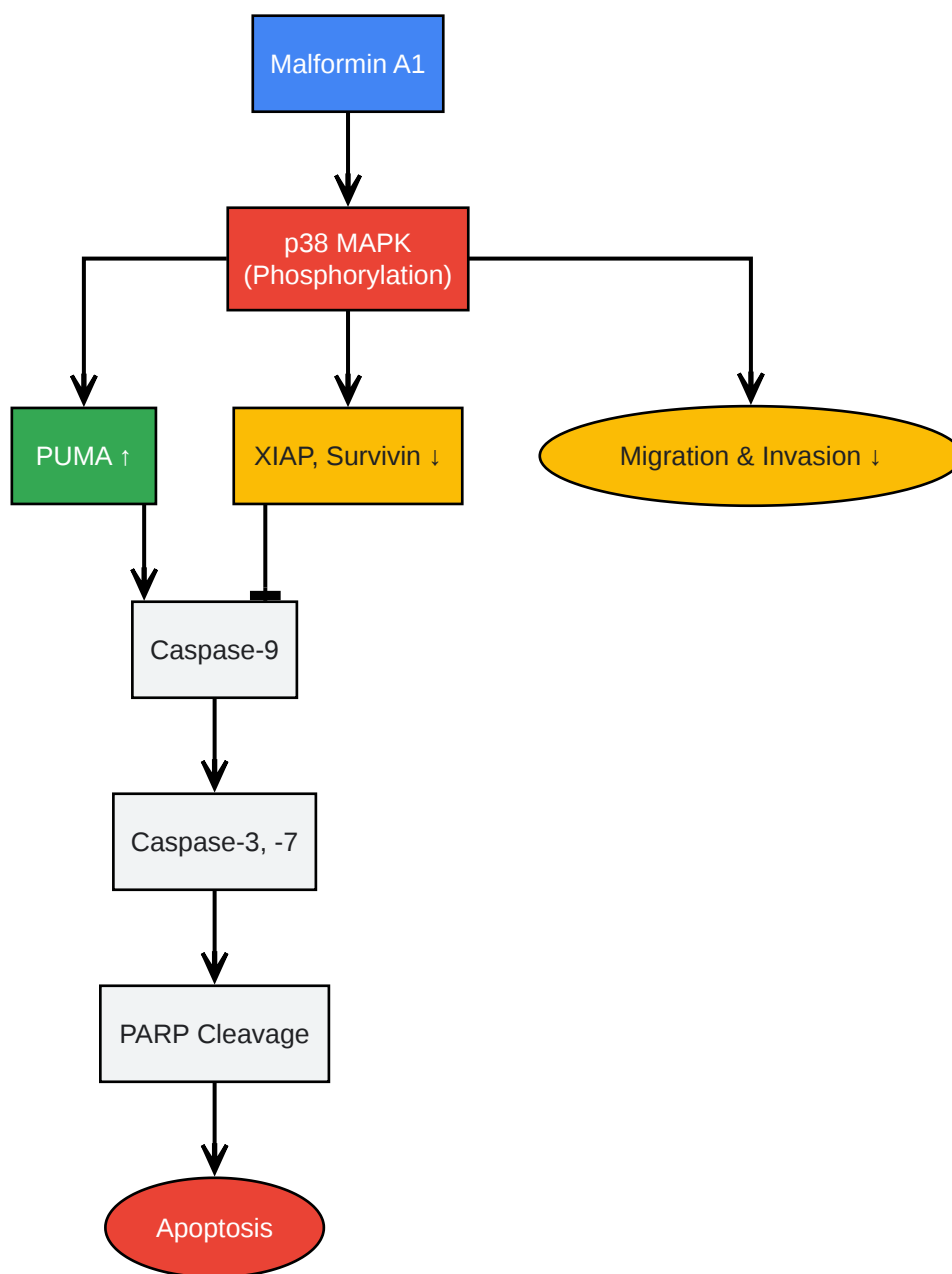 Malformin A1
p38 MAPK
(Phosphorylation)
PUMA ↑
XIAP, Survivin ↓
Migration & Invasion ↓
Caspase-9
Caspase-3, -7
PARP Cleavage
Apoptosis